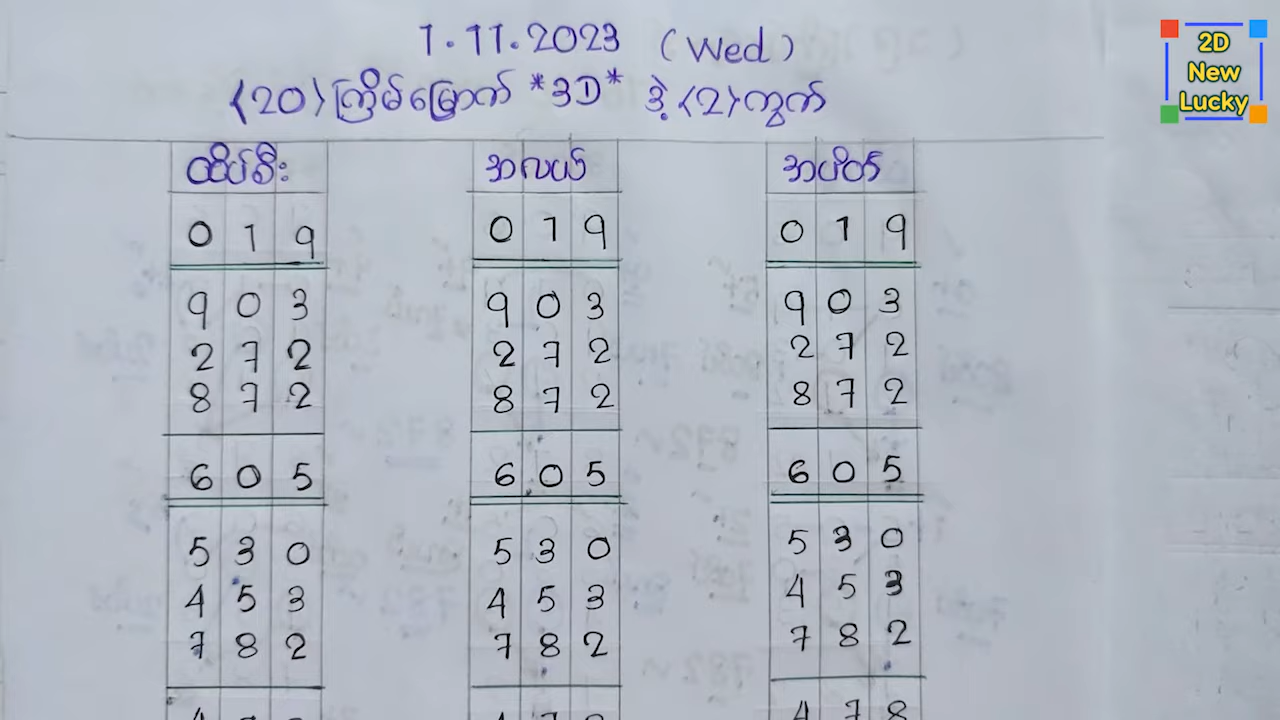 1.11.2023 (Wed)
2D
New
Lucky
<20>ကြိမ်မြောက် *3D* ဒဲ့<2>ကွက်
ထိပ်စီး အလယ် အပိတ်
0 1 9 0 1 9 0 1 9
9 0 3 9 0 3 9 0 3
2 7 2 2 7 2 2 7 2
8 7 2 8 7 2 8 7 2
6 0 5 6 0 5 6 0 5
5 3 0 5 3 0 5 3 0
4 5 3 4 5 3 4 5 3
7 8 2 7 8 2 7 8 2
4 7 8